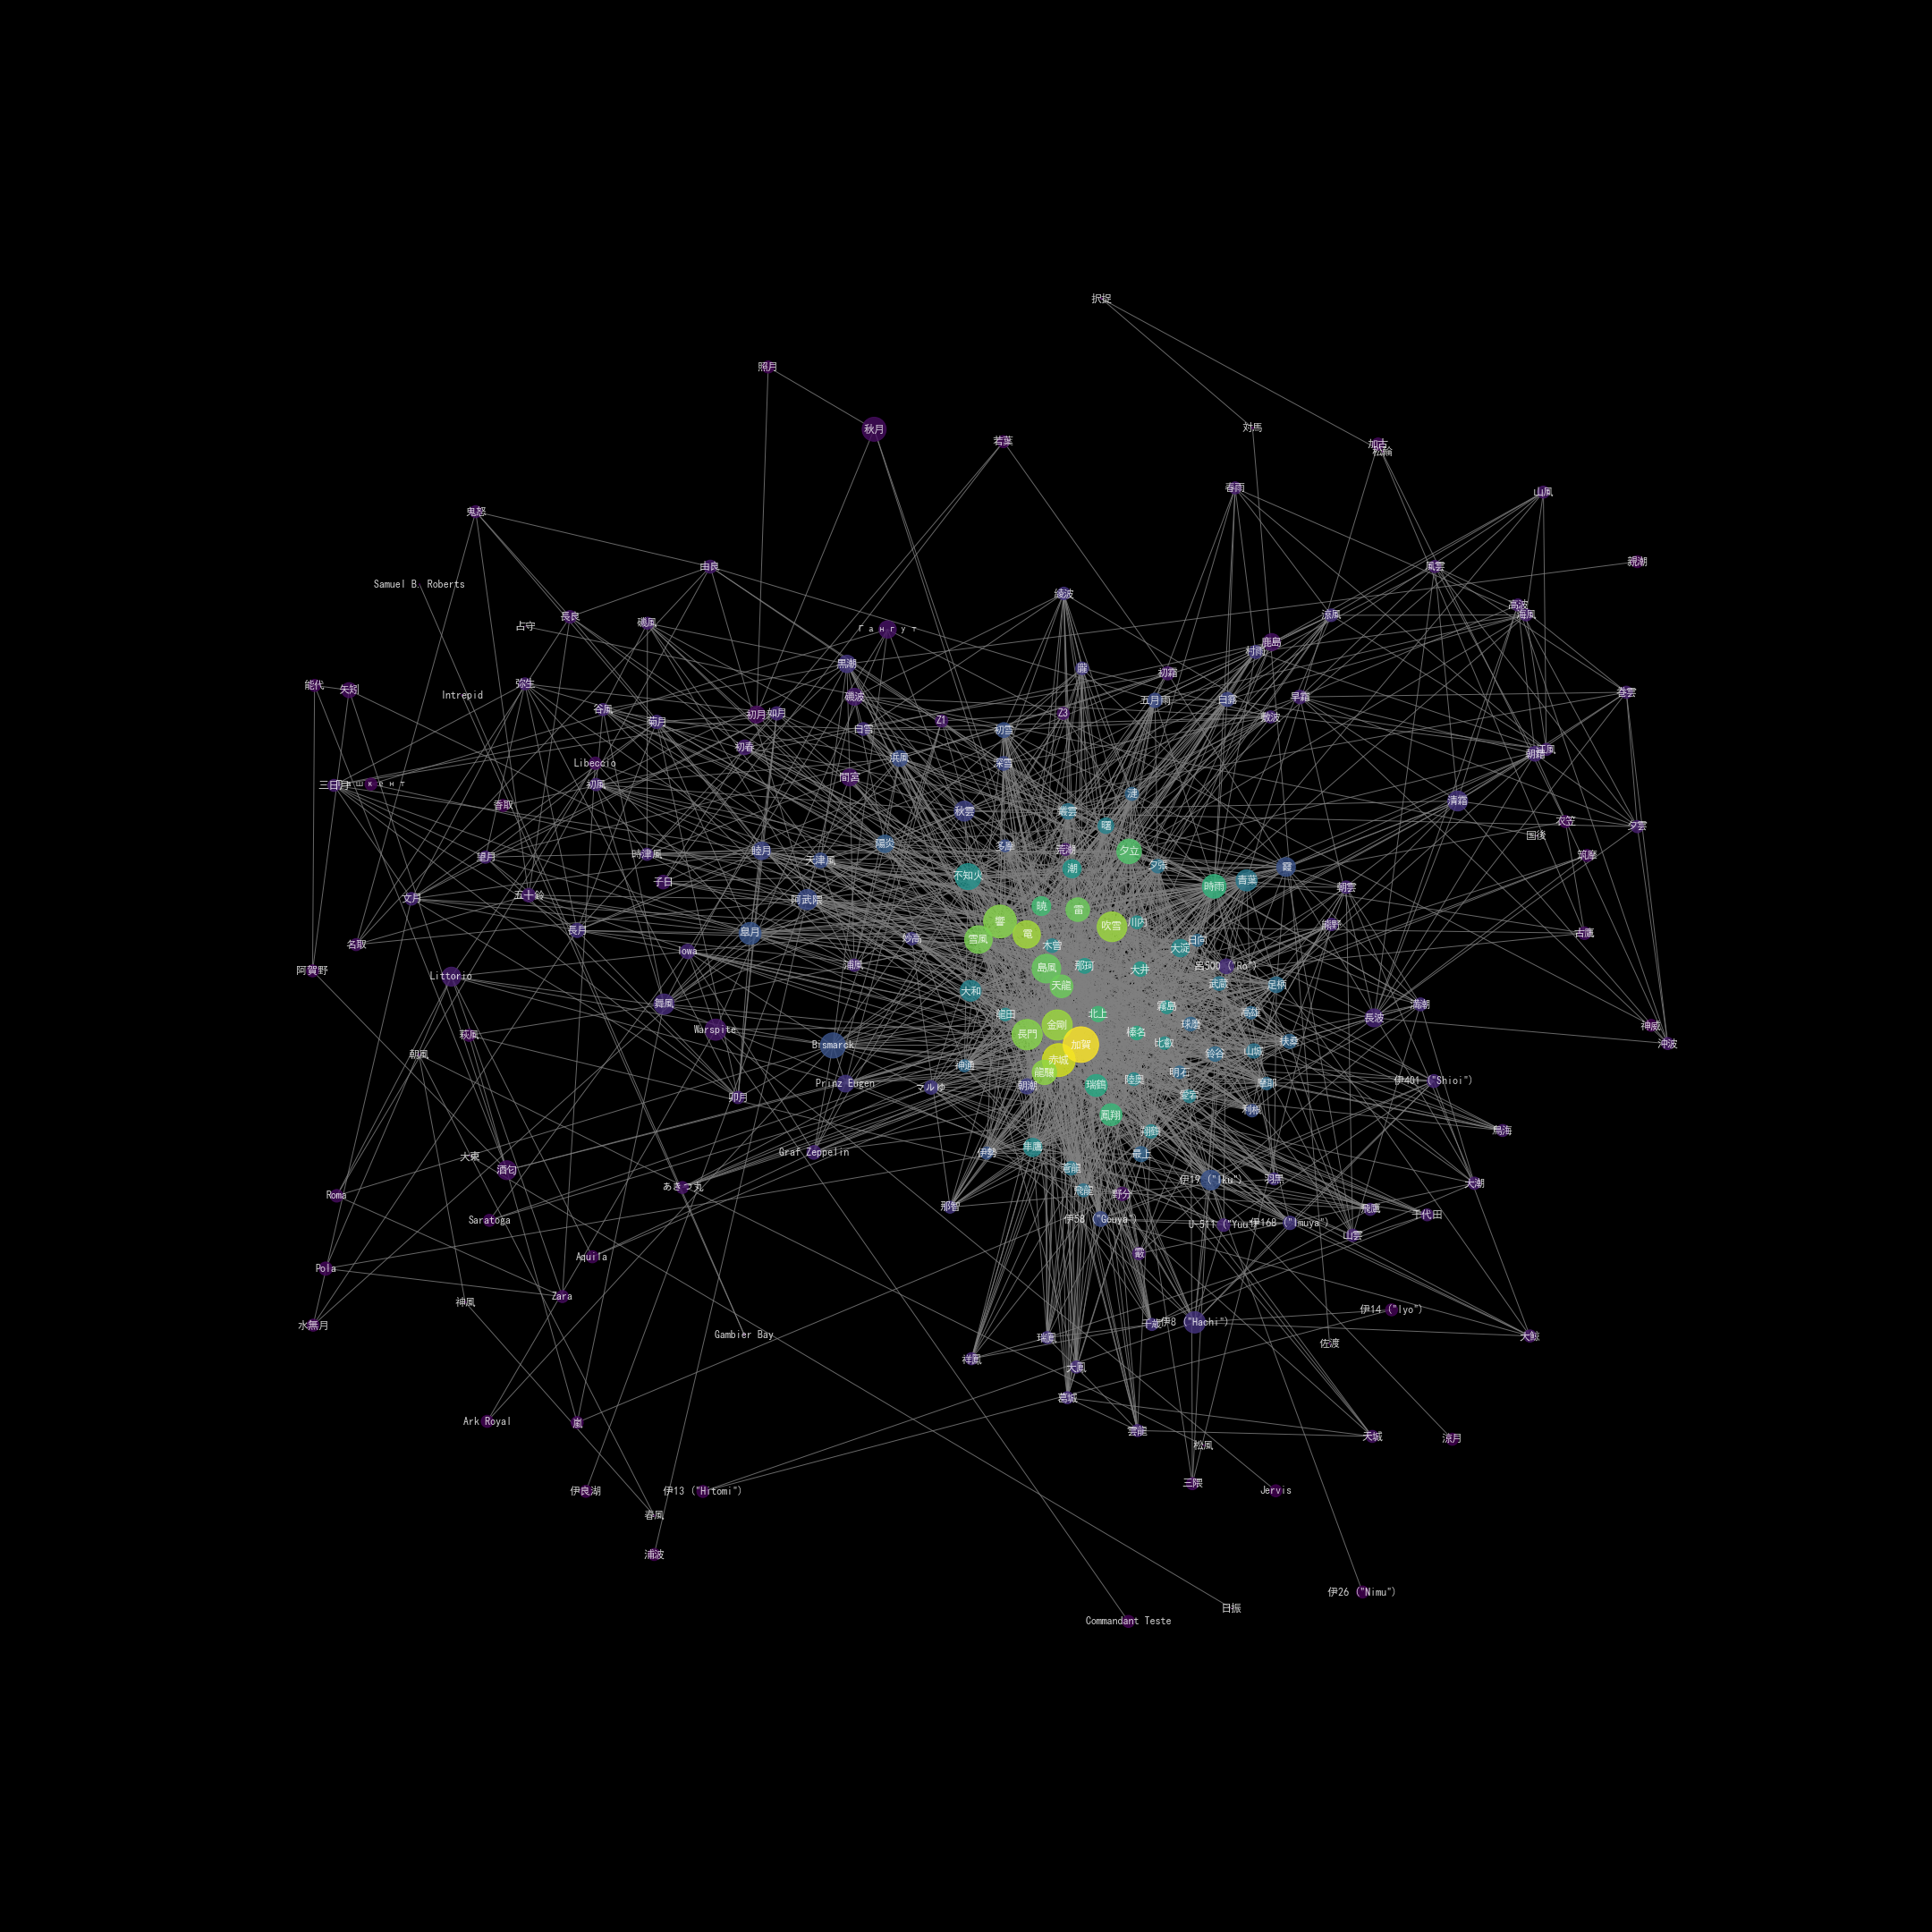 択捉
照月
秋月
対馬
若葉
加古
松輪
春雨
山風
鬼怒
親潮
由良
風雲
Samuel B. Roberts
綾波
高波
海風
涼風
長良
磯風
占守
Гангут
鹿島
村雨
黒潮
朧
初霜
弥生
能代
矢矧
香雲
Intrepid
磯波
早霜
五月雨
白露
谷風
初月
如月
Z3
敷波
菊月
Z1
白雪
初雪
初春
江風
朝霜
浜風
Libeccio
深雪
間宮
三日月
初風
漣
清霜
香取
秋雲
叢雲
衣笠
曙
夕雲
国後
陽炎
多摩
荒潮
夕立
睦月
時津風
筑摩
望月
天津風
夕張
潮
霞
不知火
青葉
子日
時雨
朝雲
五十鈴
文月
阿武隈
暁
雷
響
川内
吹雪
熊野
長月
皐月
電
古鷹
妙高
雪風
日向
名取
木曾
大淀
Iowa
浦風
島風
那珂
大井
呂500 ("Ro")
阿賀野
Littorio
武蔵
足柄
天龍
大和
舞風
霧島
満潮
龍田
北上
高雄
長波
Warspite
金剛
球磨
神威
萩風
長門
榛名
扶桑
Bismarck
加賀
比叡
沖波
朝風
鈴谷
山城
赤城
神通
龍驤
明石
陸奥
伊401 ("Shioi")
Prinz Eugen
マルゆ
朝潮
瑞鶴
摩耶
卯月
愛宕
利根
鳳翔
鳥海
翔鶴
隼鷹
Graf Zeppelin
伊勢
最上
大東
酒匂
蒼龍
羽黒
伊19 ("Iku")
大潮
あきつ丸
飛龍
Roma
野分
那智
飛鷹
千代田
Saratoga
伊58 ("Goya")
伊168 ("Imuya")
山雲
Aquila
霰
Pola
Zara
神風
伊14 ("Iyo")
水無月
千歳
伊8 ("Hachi")
Gambier Bay
瑞鳳
大鯨
佐渡
祥鳳
大鳳
葛城
Ark Royal
嵐
雲龍
天城
涼月
松風
三隈
伊良湖
伊13 ("Hitomi")
Jervis
春風
浦波
伊26 ("Nimu")
日振
Commandant Teste